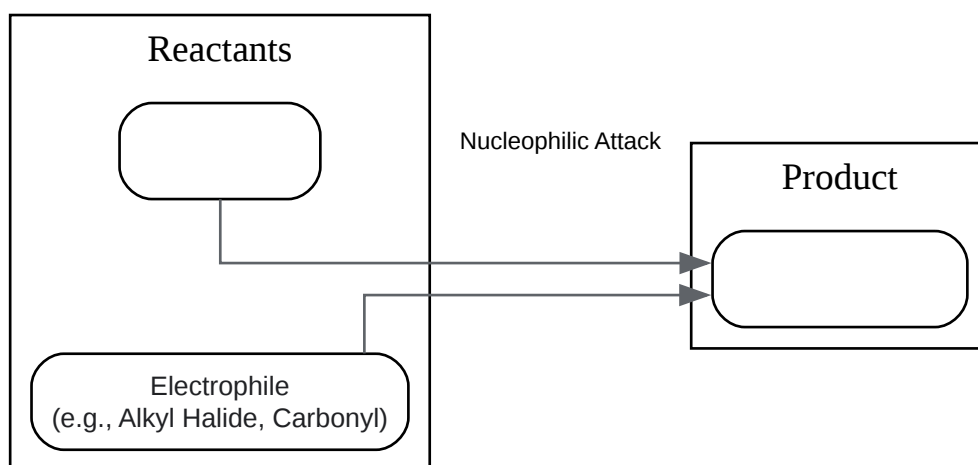 Reactants
Nucleophilic Attack
Product
Electrophile
(e.g., Alkyl Halide, Carbonyl)